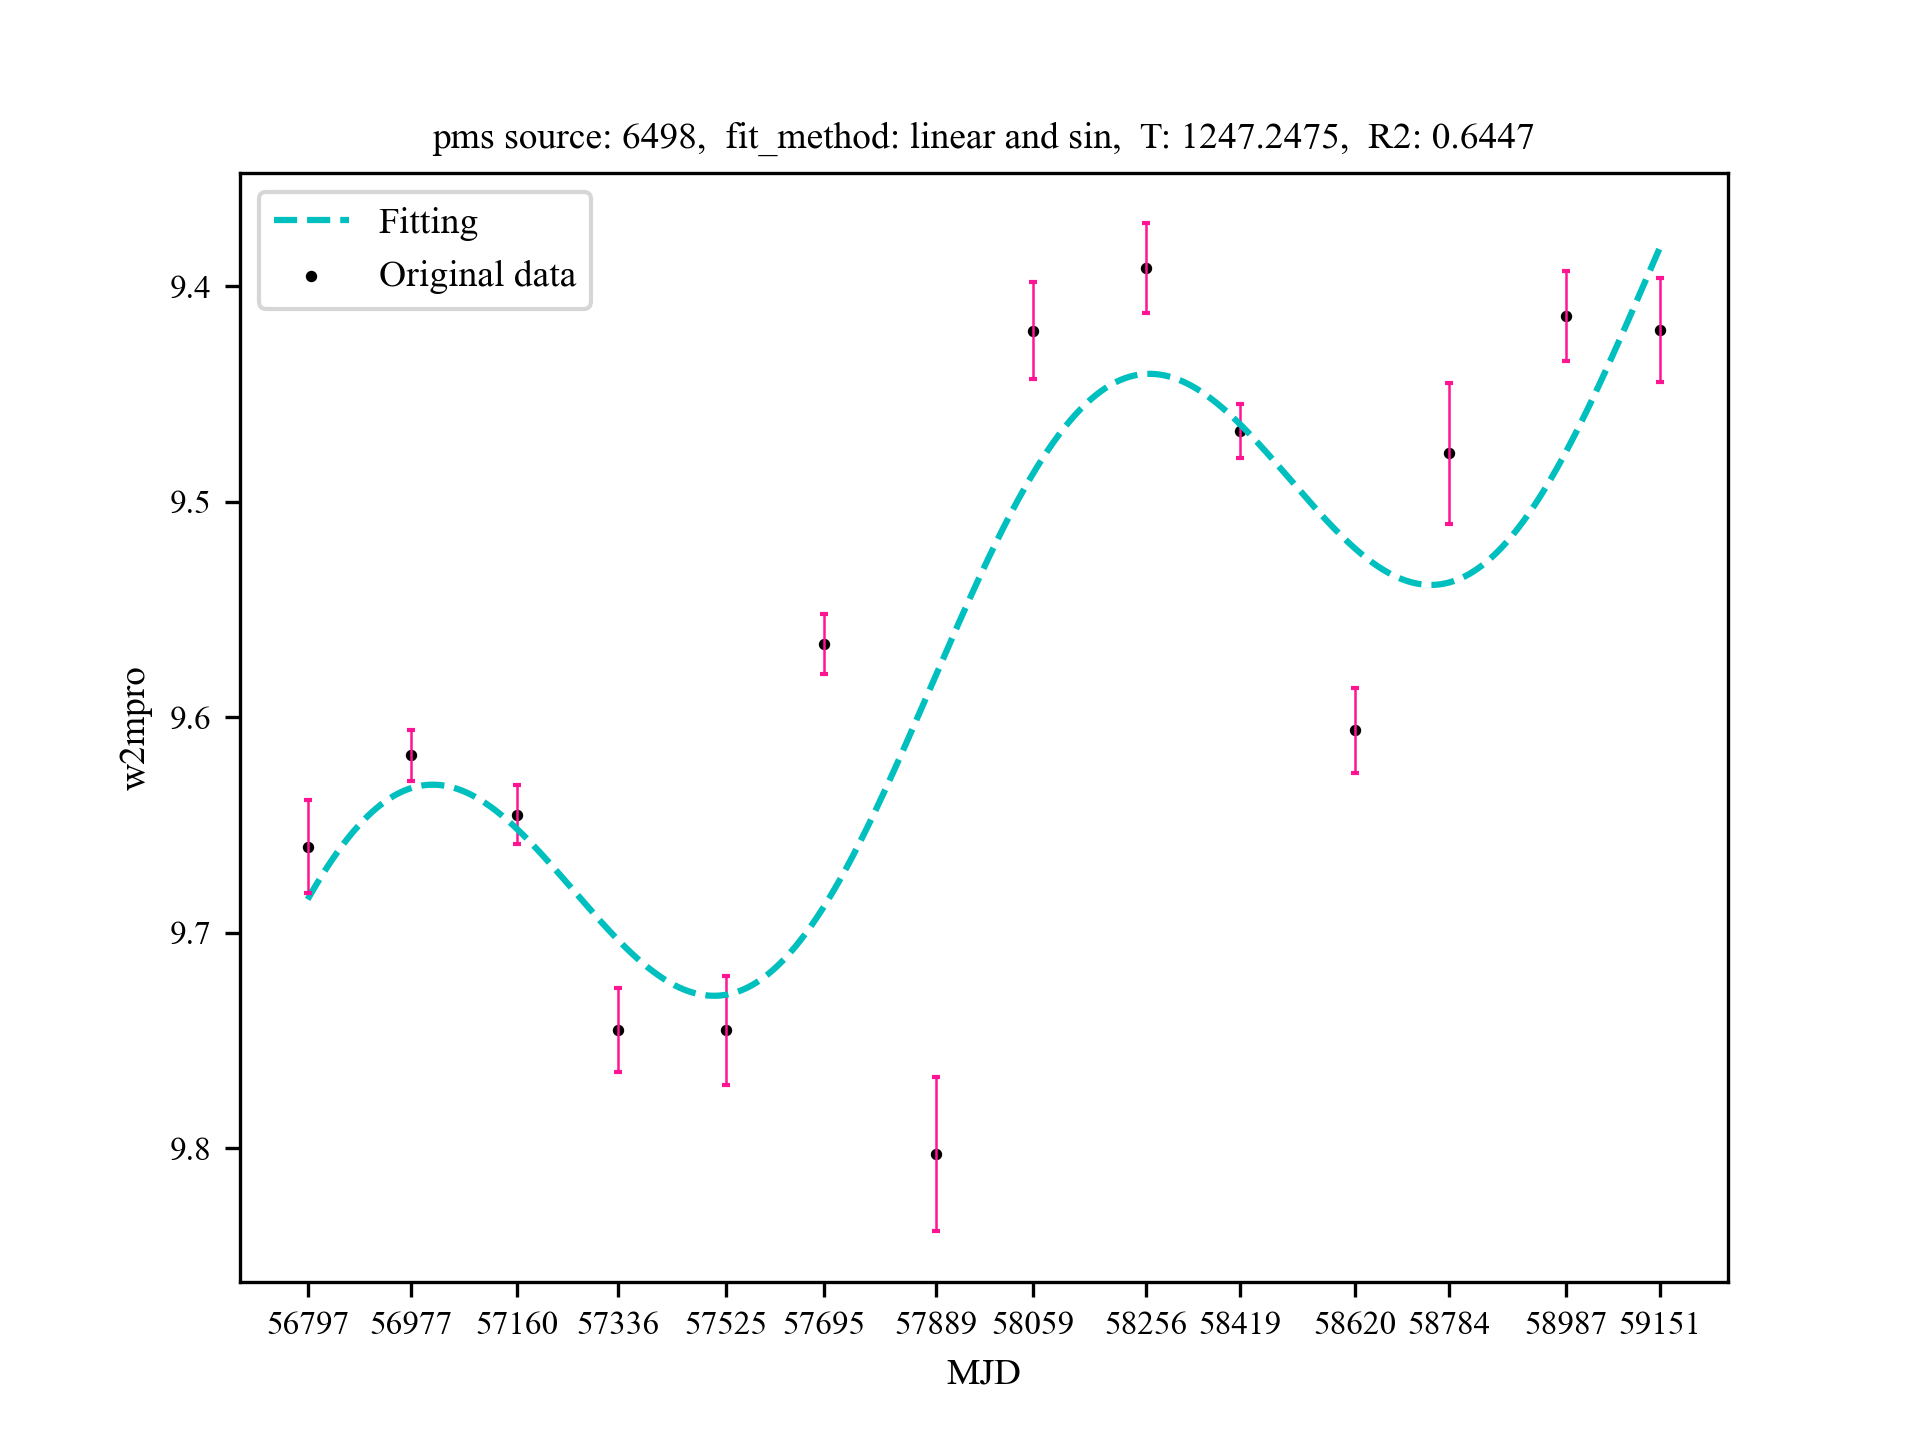 pms source: 6498,  fit_method: linear and sin,  T: 1247.2475,  R2: 0.6447
Fitting
Original data
9.4
9.5
9.6
9.7
9.8
w2mpro
56797 56977 57160 57336 57525 57695 57889 58059 58256 58419 58620 58784 58987 59151
MJD